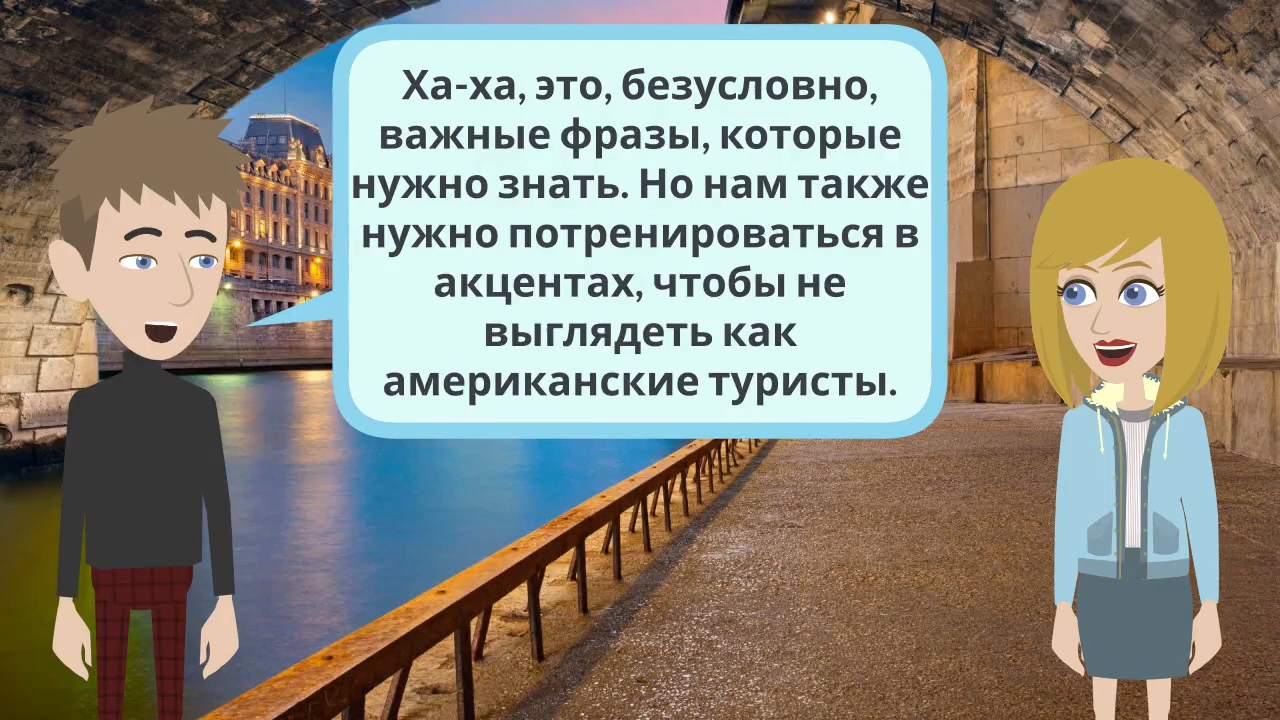 Ха-ха, это, безусловно,
важные фразы, которые
нужно знать. Но нам также
нужно потренироваться в
акцентах, чтобы не
выглядеть как
американские туристы.